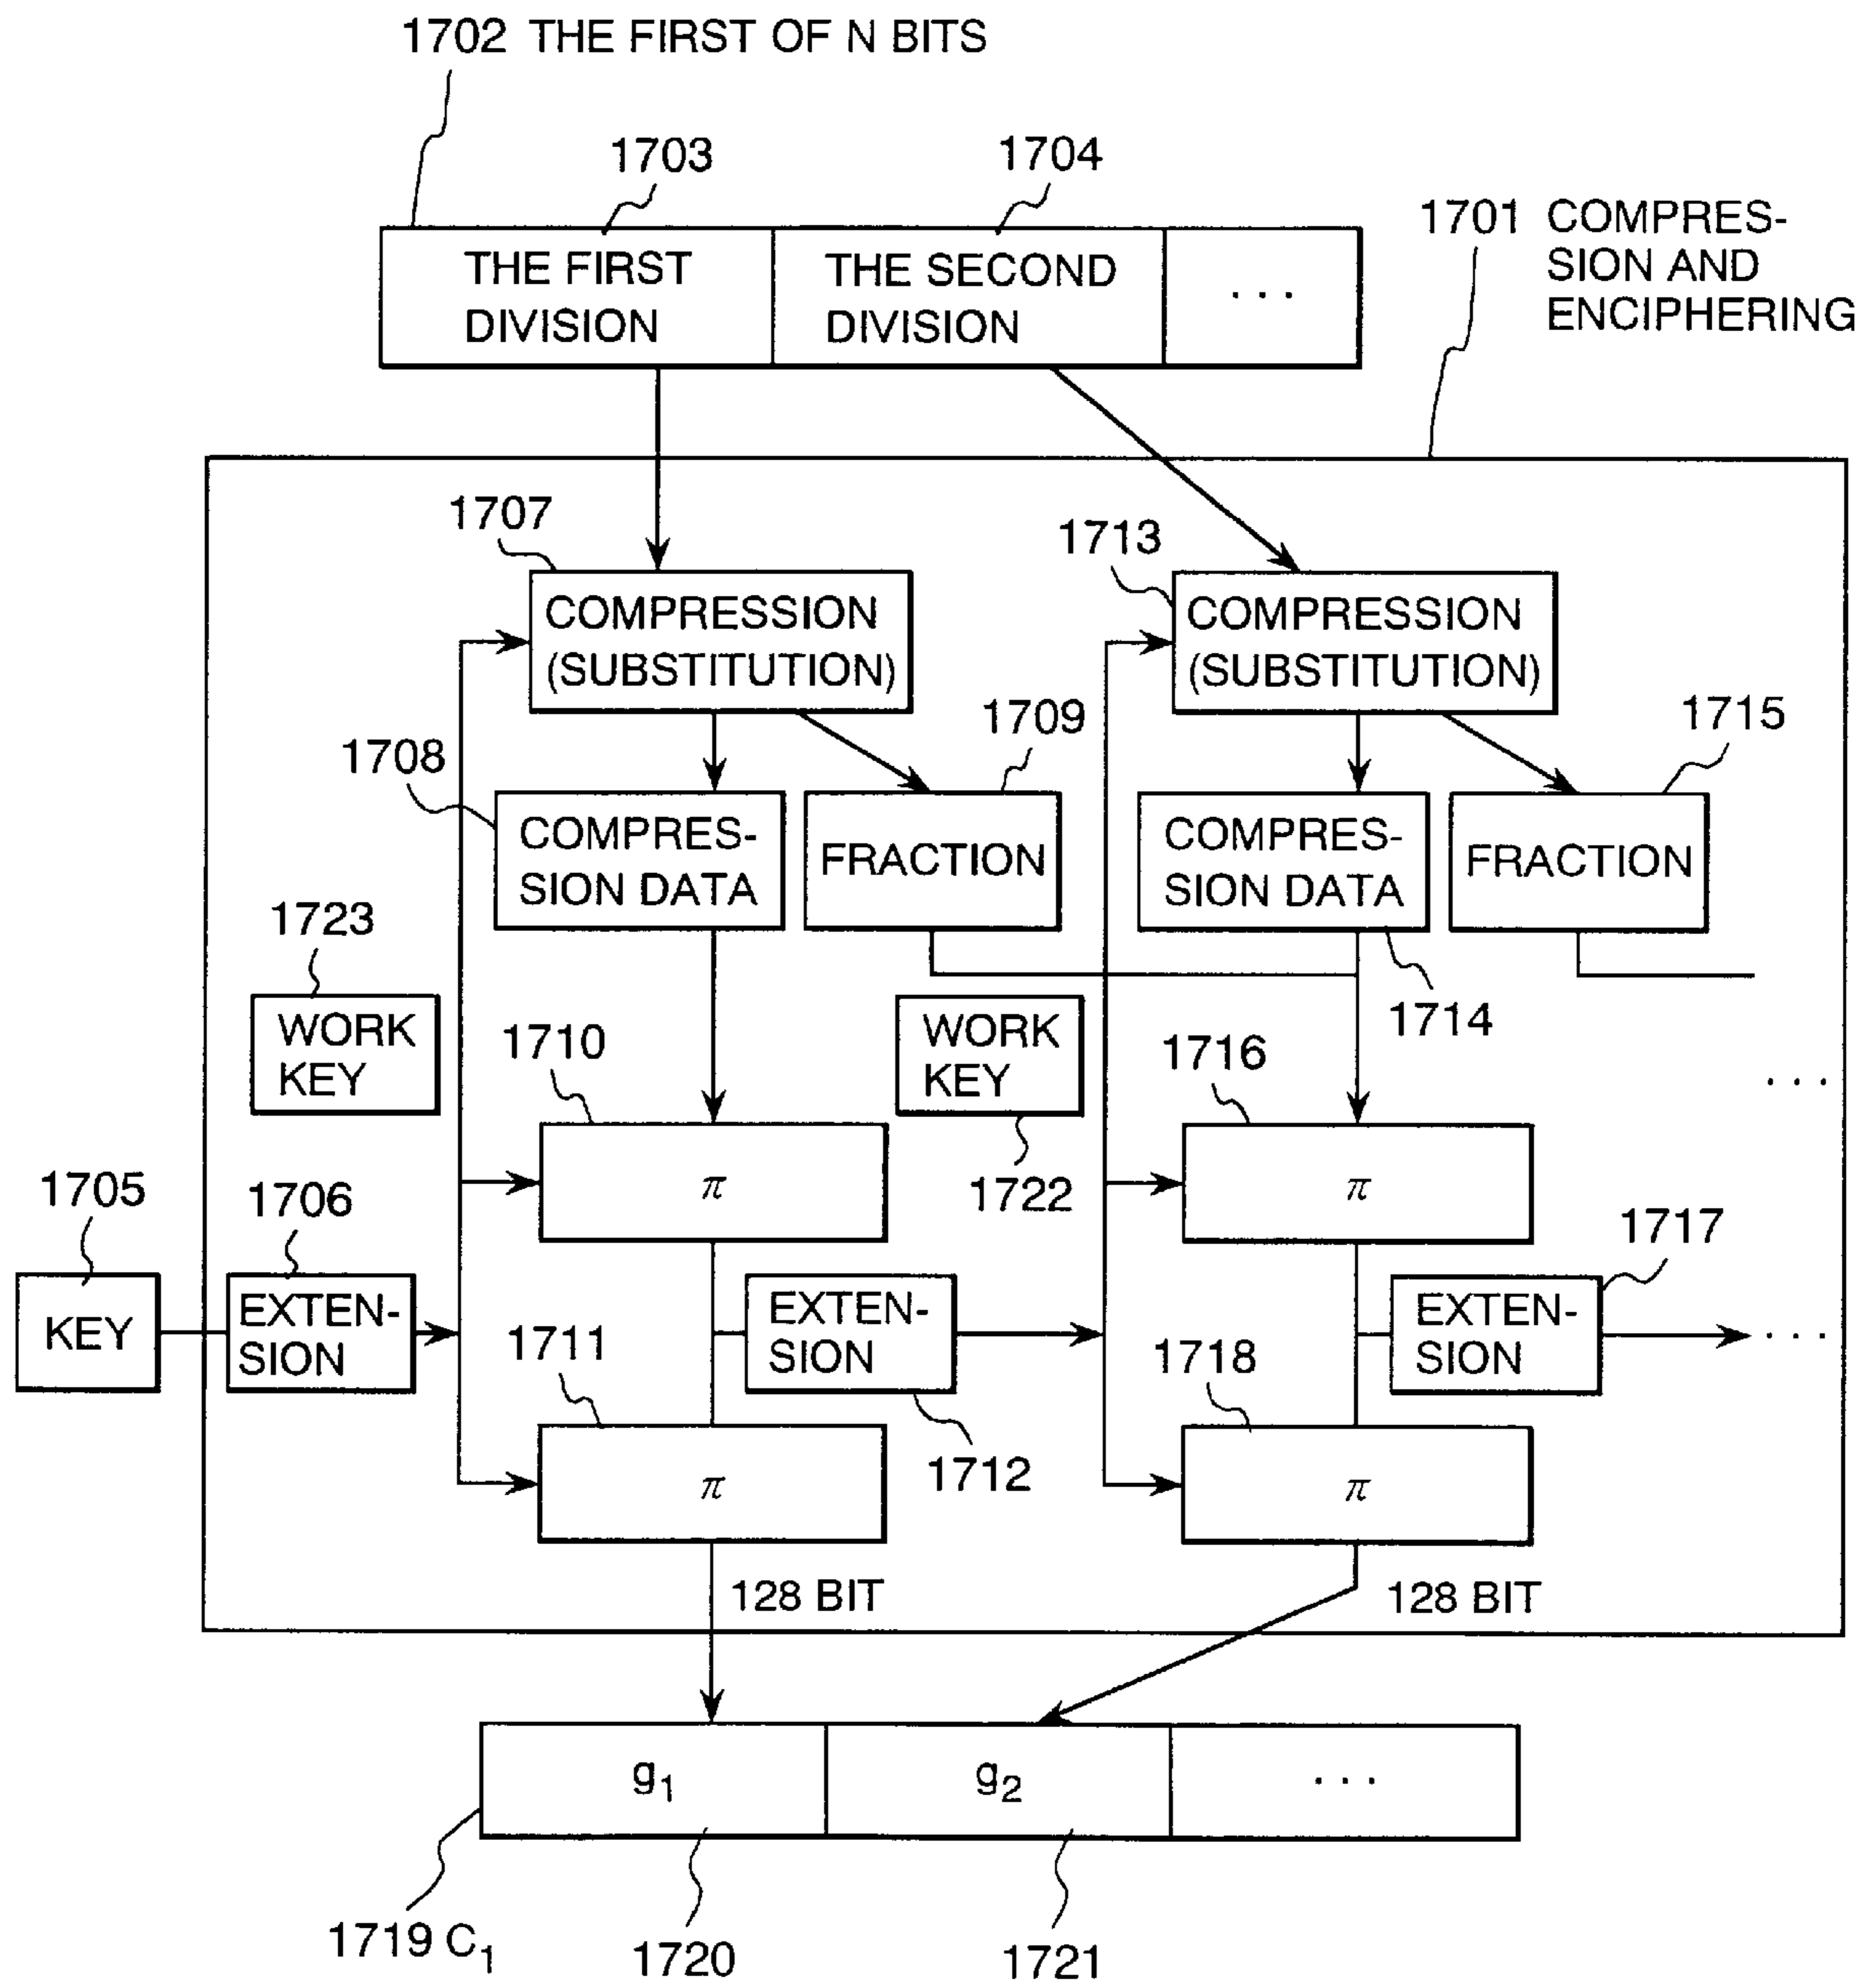 1702 THE FIRST OF N BITS
1703
1704
1701 COMPRES-
SION AND
ENCIPHERING
THE FIRST
DIVISION
THE SECOND
DIVISION
...
1707
1713
COMPRESSION
(SUBSTITUTION)
COMPRESSION
(SUBSTITUTION)
1708
1709
1715
COMPRES-
SION DATA
FRACTION
COMPRES-
SION DATA
FRACTION
1723
WORK
KEY
1710
WORK
KEY
1714
1716
...
1722
π
π
1705
1706
1717
KEY
EXTEN-
SION
1711
EXTEN-
SION
1718
EXTEN-
SION
...
1712
π
π
128 BIT
128 BIT
g1
g2
...
1719 C1
1720
1721